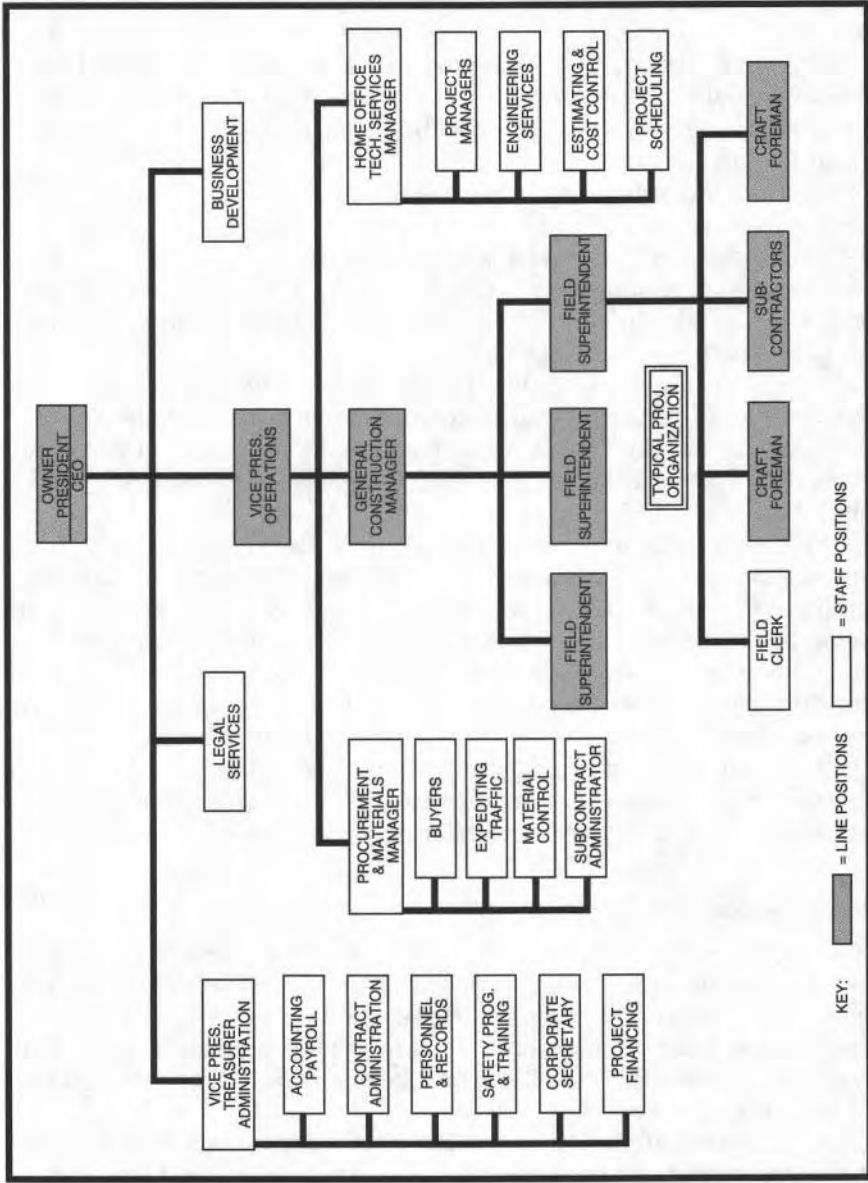 OWNER
PRESIDENT
CEO
VICE PRES.
TREASURER
ADMINISTRATION
LEGAL
SERVICES
VICE PRES.
OPERATIONS
BUSINESS
DEVELOPMENT
ACCOUNTING
PAYROLL
CONTRACT
ADMINISTRATION
PERSONNEL
& RECORDS
SAFETY PROG.
& TRAINING
CORPORATE
SECRETARY
PROJECT
FINANCING
PROCUREMENT
& MATERIALS
MANAGER
BUYERS
EXPEDITING
TRAFFIC
MATERIAL
CONTROL
SUBCONTRACT
ADMINISTRATOR
GENERAL
CONSTRUCTION
MANAGER
HOME OFFICE
TECH. SERVICES
MANAGER
PROJECT
MANAGERS
ENGINEERING
SERVICES
ESTIMATING &
COST CONTROL
PROJECT
SCHEDULING
FIELD
SUPERINTENDENT
FIELD
SUPERINTENDENT
FIELD
SUPERINTENDENT
TYPICAL PROJ.
ORGANIZATION
FIELD
CLERK
CRAFT
FOREMAN
SUB-
CONTRACTORS
CRAFT
FOREMAN
KEY:
= LINE POSITIONS
= STAFF POSITIONS